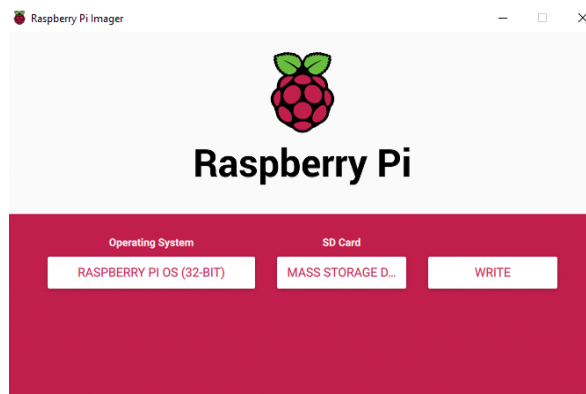 Raspberry Pi Imager
Raspberry Pi
Operating System
SD Card
RASPBERRY PI OS (32-BIT)
MASS STORAGE D...
WRITE